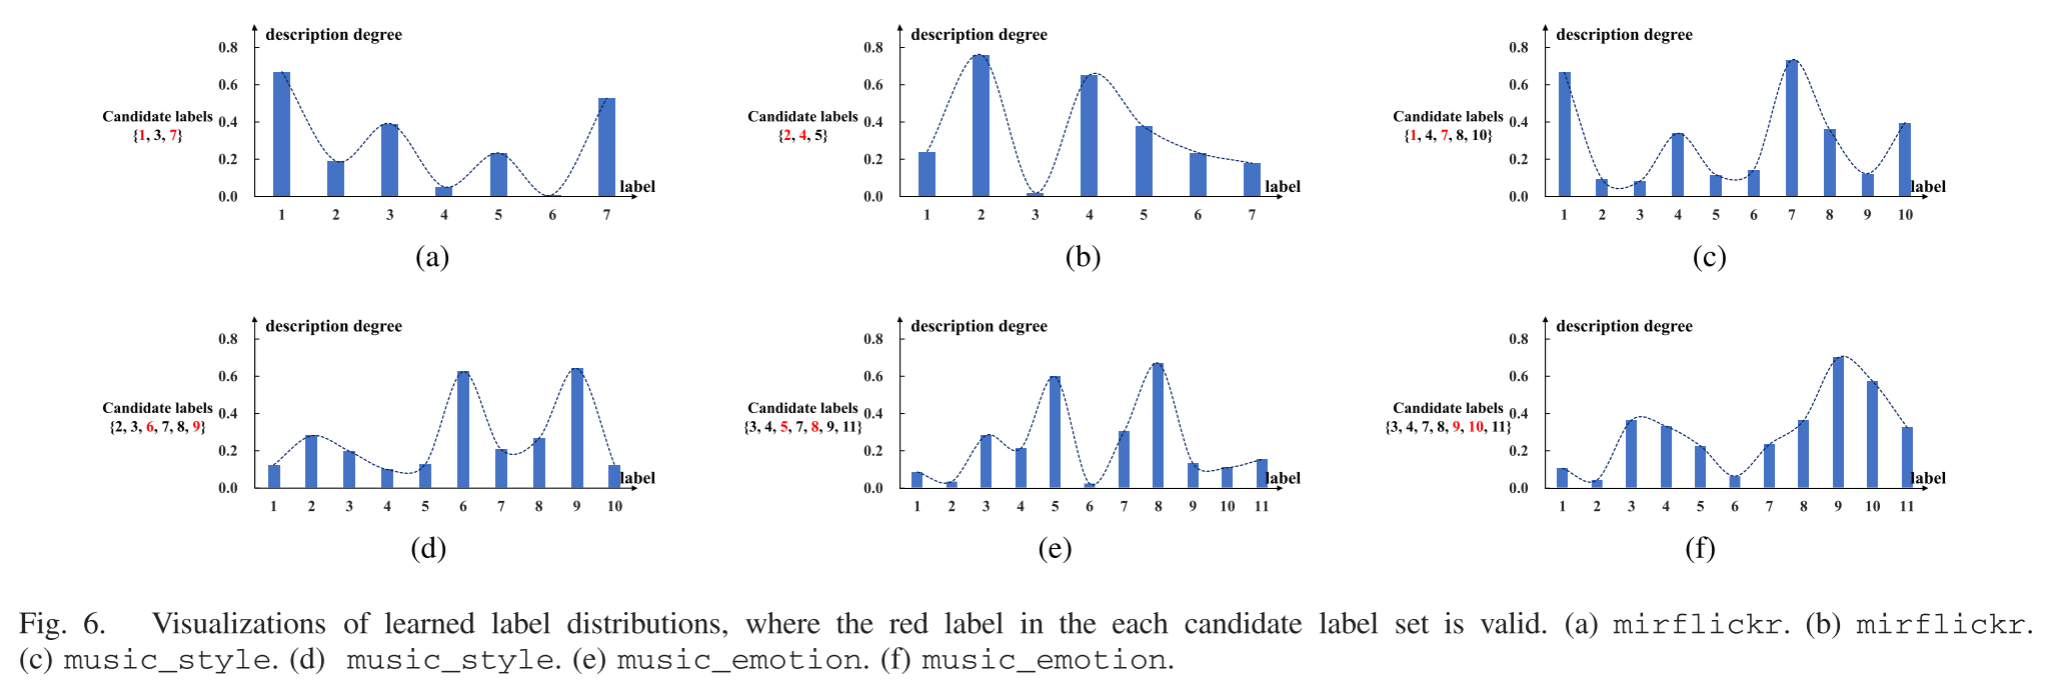 description degree
0.8
0.6
0.4
0.2
0.0
Candidate labels
{1, 3, 7}
label
1 2 3 4 5 6 7
(a)
description degree
0.8
0.6
0.4
0.2
0.0
Candidate labels
{2, 4, 5}
label
1 2 3 4 5 6 7
(b)
description degree
0.8
0.6
0.4
0.2
0.0
Candidate labels
{1, 4, 7, 8, 10}
label
1 2 3 4 5 6 7 8 9 10
(c)
description degree
0.8
0.6
0.4
0.2
0.0
Candidate labels
{2, 3, 6, 7, 8, 9}
label
1 2 3 4 5 6 7 8 9 10
(d)
description degree
0.8
0.6
0.4
0.2
0.0
Candidate labels
{3, 4, 5, 7, 8, 9, 11}
label
1 2 3 4 5 6 7 8 9 10 11
(e)
description degree
0.8
0.6
0.4
0.2
0.0
Candidate labels
{3, 4, 7, 8, 9, 10, 11}
label
1 2 3 4 5 6 7 8 9 10 11
(f)
Fig. 6. Visualizations of learned label distributions, where the red label in the each candidate label set is valid. (a) mirflickr. (b) mirflickr.
(c) music_style. (d) music_style. (e) music_emotion. (f) music_emotion.